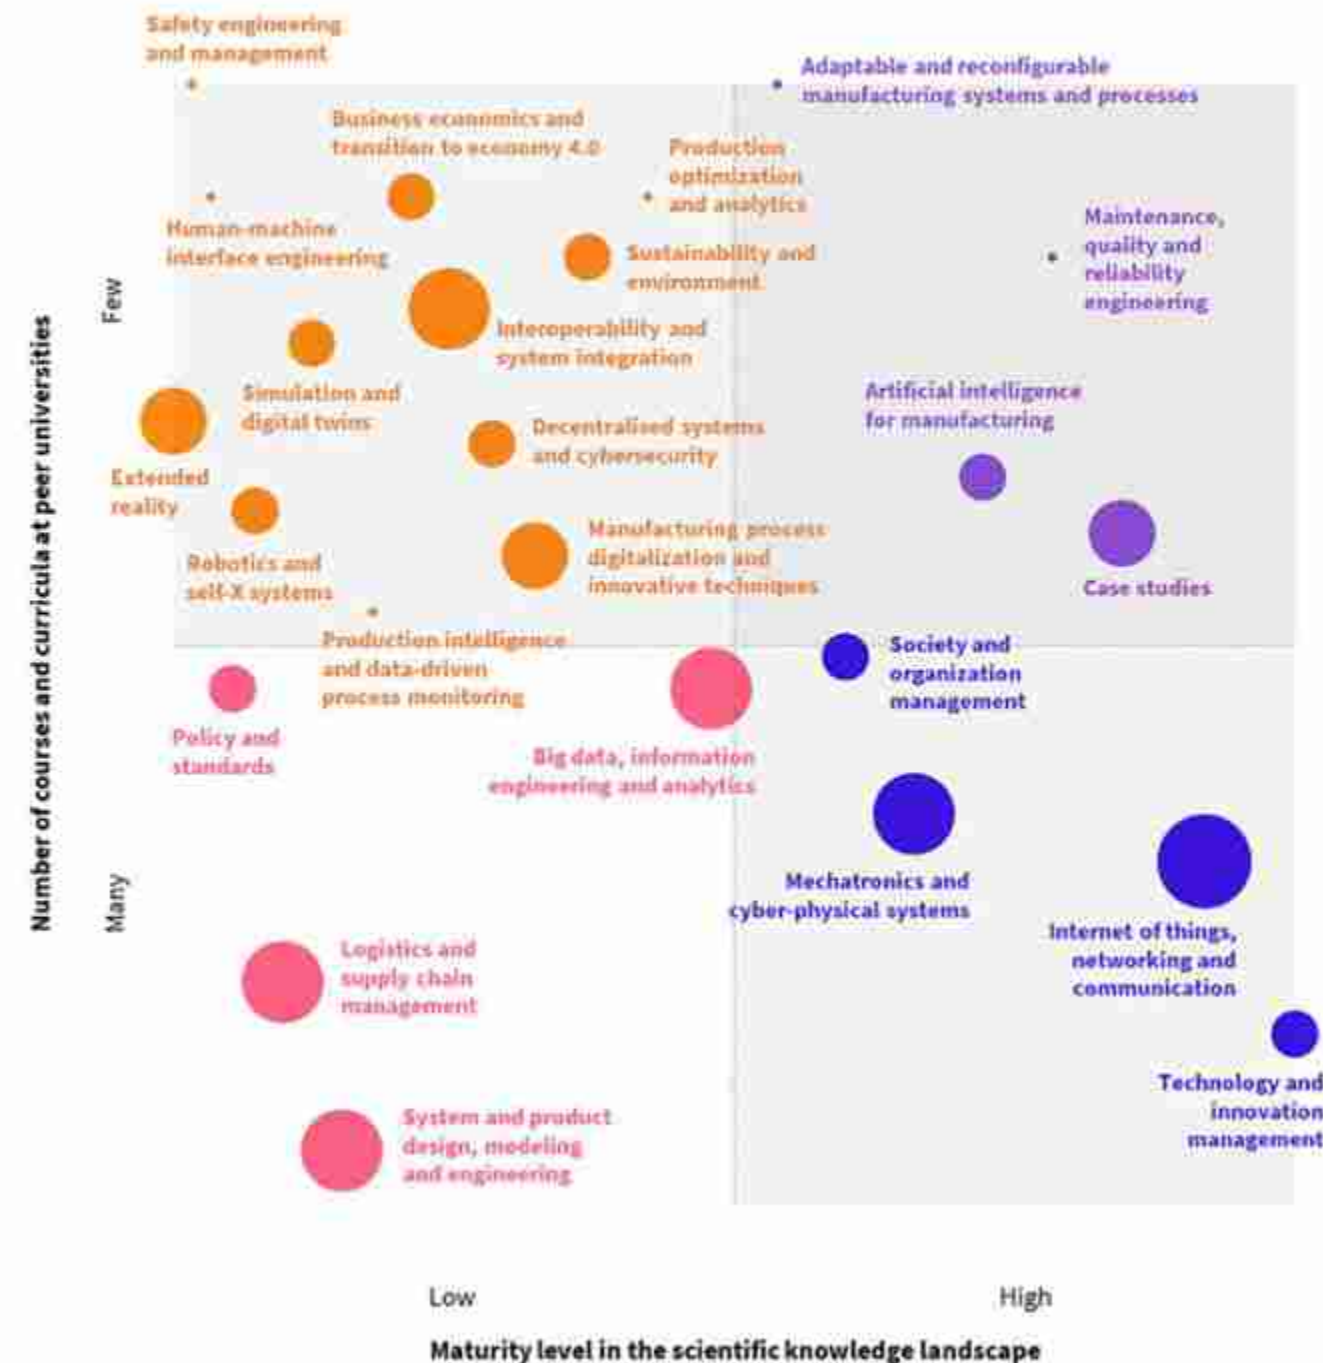 Safety engineering
and management
Adaptable and reconfigurable
manufacturing systems and processes
Business economics and
transition to economy 4.0
Production
optimization
and analytics
Human-machine
interface engineering
Maintenance,
quality and
reliability
engineering
Sustainability and
environment
Interoperability and
system integration
Simulation and
digital twins
Artificial intelligence
for manufacturing
Decentralised systems
and cybersecurity
Extended
reality
Manufacturing process
digitalization and
innovative techniques
Robotics and
self-X systems
Case studies
Production intelligence
and data-driven
process monitoring
Society and
organization
management
Policy and
standards
Big data, information
engineering and analytics
Mechatronics and
cyber-physical systems
Internet of things,
networking and
communication
Logistics and
supply chain
management
Technology and
innovation
management
System and product
design, modeling
and engineering
Few
Many
Number of courses and curricula at peer universities
Low
High
Maturity level in the scientific knowledge landscape